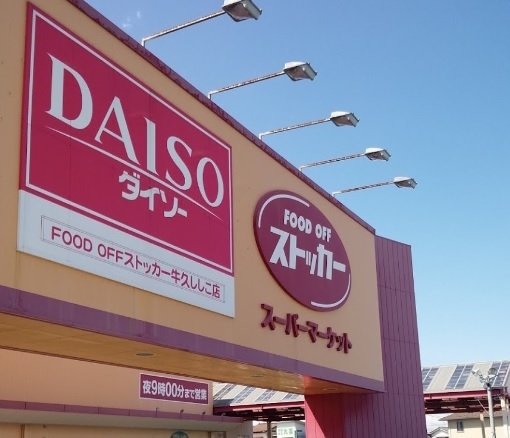 DAISO
ダイソー
FOOD OFFストッカー牛久ししこ店
FOOD OFF
ストッカー
スーパーマーケット
夜9時00分まで営業